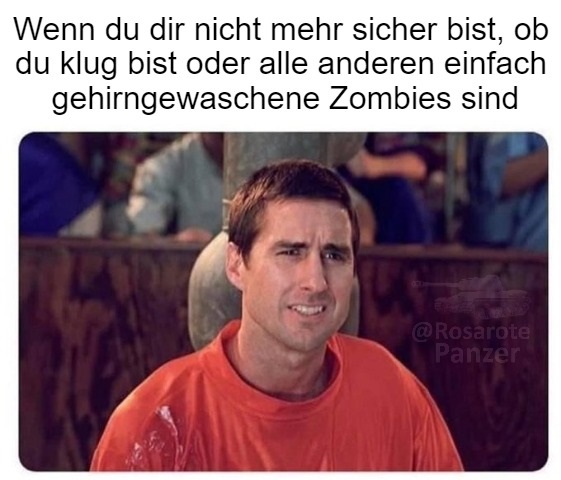 Wenn du dir nicht mehr sicher bist, ob
du klug bist oder alle anderen einfach
gehirngewaschene Zombies sind
@Rosarote
Panzer